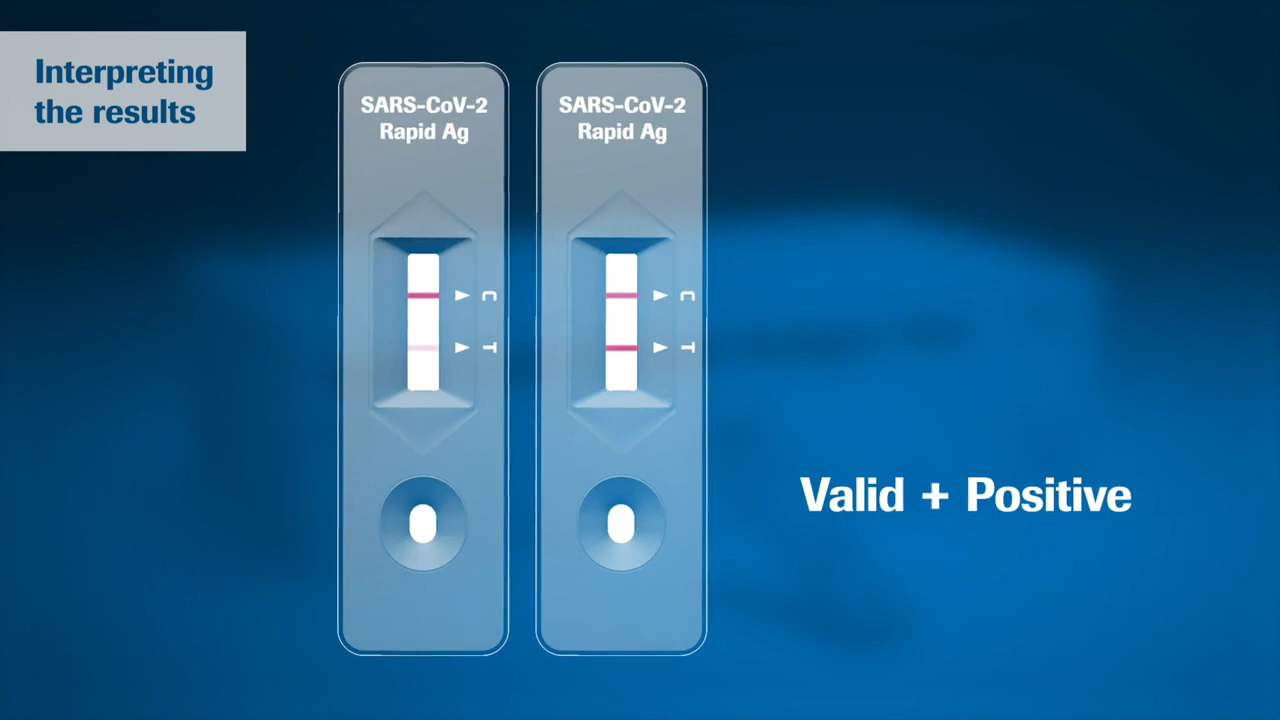 Interpreting
the results
SARS-CoV-2
Rapid Ag
C
T
SARS-CoV-2
Rapid Ag
C
T
Valid + Positive